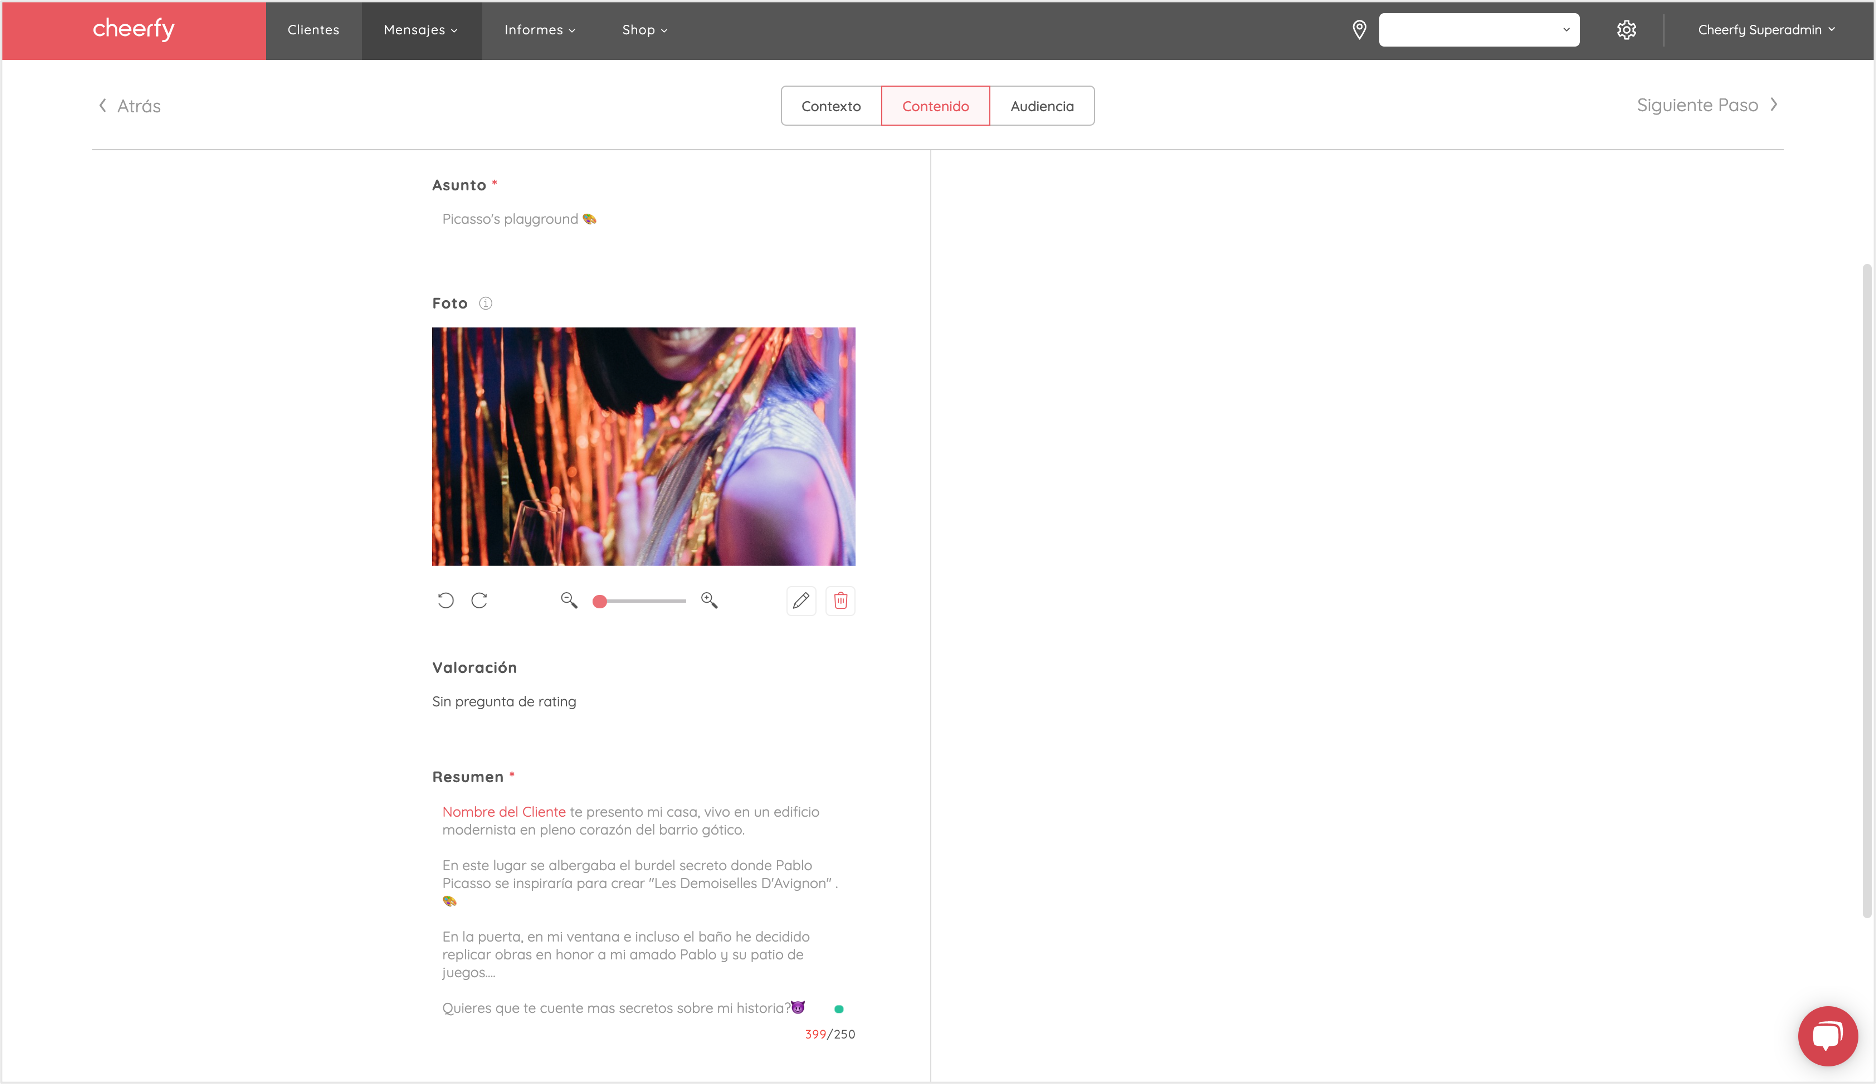 cheerfy
Clientes
Mensajes
Informes
Shop
Cheerfy Superadmin
Atrás
Contexto
Contenido
Audiencia
Siguiente Paso
Asunto *
Picasso's playground 🎨
Foto
Valoración
Sin pregunta de rating
Resumen *
Nombre del Cliente te presento mi casa, vivo en un edificio
modernista en pleno corazón del barrio gótico.
En este lugar se albergaba el burdel secreto donde Pablo
Picasso se inspiraría para crear "Les Demoiselles D'Avignon" .
🎨
En la puerta, en mi ventana e incluso el baño he decidido
replicar obras en honor a mi amado Pablo y su patio de
juegos....
Quieres que te cuente mas secretos sobre mi historia?😈
399/250